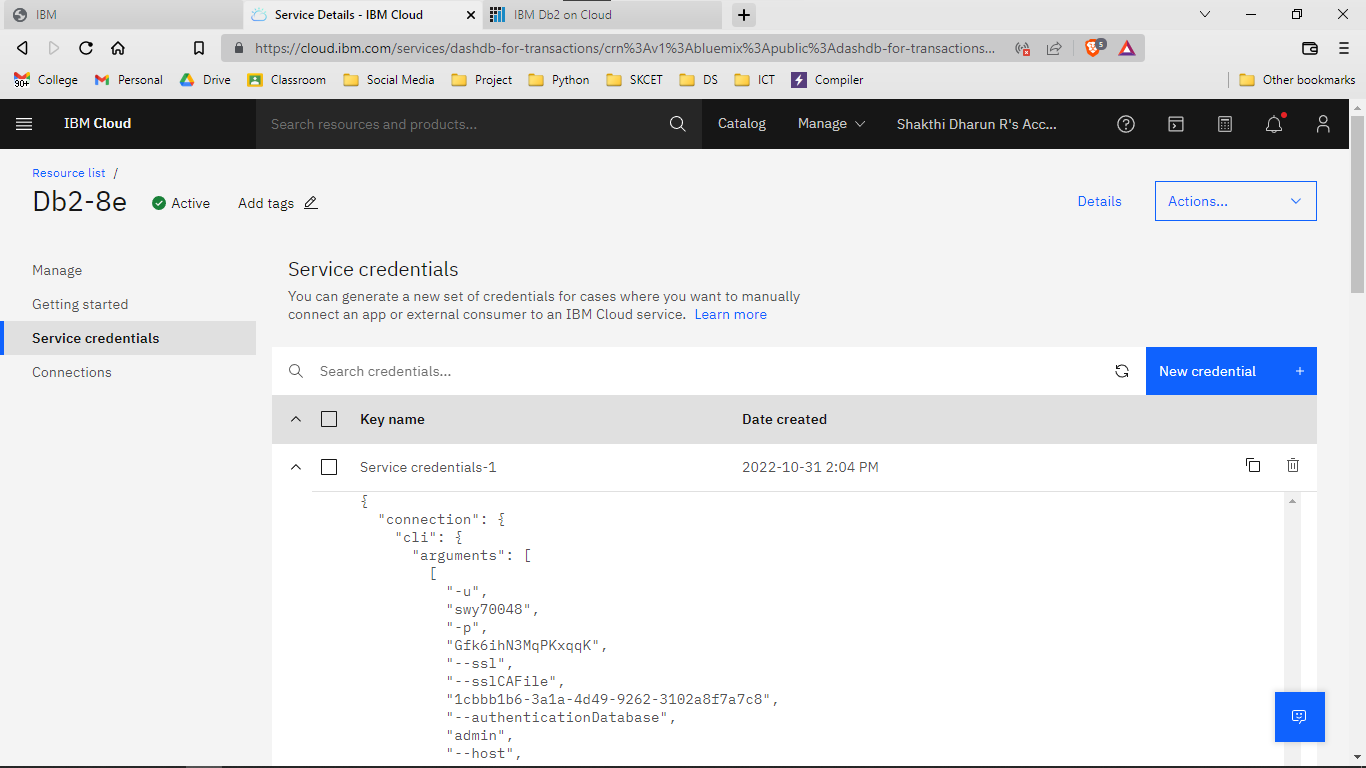 IBM
Service Details - IBM Cloud
IBM Db2 on Cloud
https://cloud.ibm.com/services/dashdb-for-transactions/crn%3Av1%3Abluemix%3Apublic%3Adashdb-for-transactions...
5
90+
College
Personal
Drive
Classroom
Social Media
Project
Python
SKCET
DS
ICT
Compiler
Other bookmarks
IBM Cloud
Search resources and products...
Catalog
Manage
Shakthi Dharun R's Acc...
Resource list /
Db2-8e
Active
Add tags
Details
Actions...
Manage
Getting started
Service credentials
Connections
Service credentials
You can generate a new set of credentials for cases where you want to manually
connect an app or external consumer to an IBM Cloud service. Learn more
Search credentials...
New credential +
Key name
Date created
Service credentials-1
2022-10-31 2:04 PM
{
"connection": {
"cli": {
"arguments": [
[
"-u",
"swy70048",
"-p",
"Gfk6ihN3MqPKxqqK",
"--ssl",
"--sslCAFile",
"1cbbb1b6-3a1a-4d49-9262-3102a8f7a7c8",
"--authenticationDatabase",
"admin",
"--host",